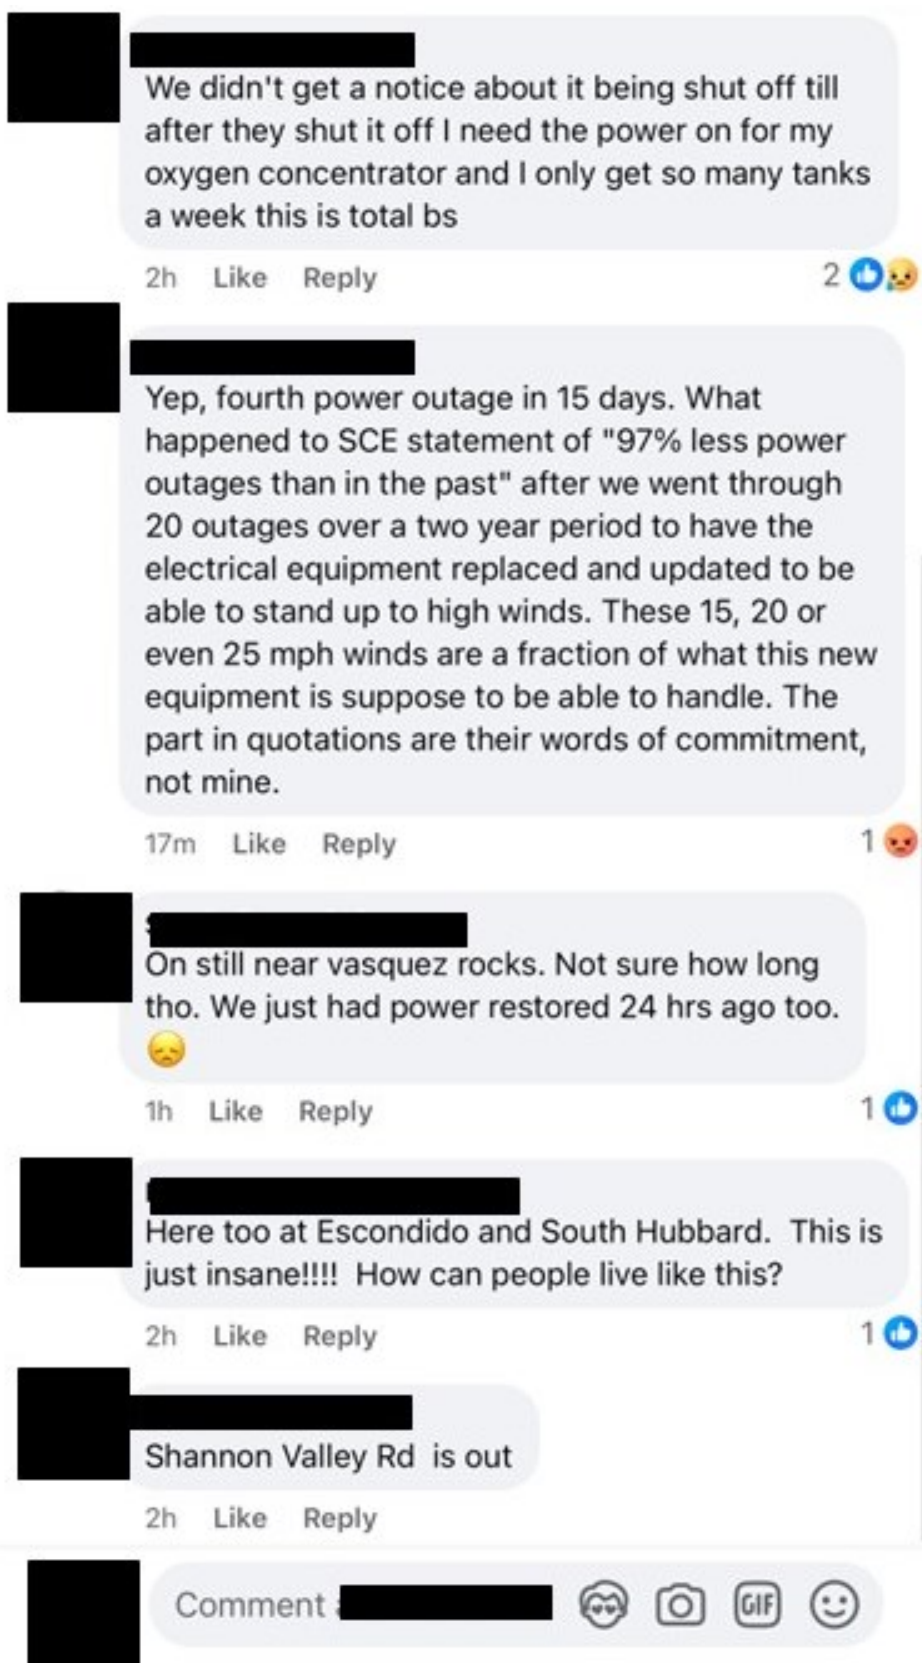 We didn't get a notice about it being shut off till
after they shut it off I need the power on for my
oxygen concentrator and I only get so many tanks
a week this is total bs
2h Like Reply 2
Yep, fourth power outage in 15 days. What
happened to SCE statement of "97% less power
outages than in the past" after we went through
20 outages over a two year period to have the
electrical equipment replaced and updated to be
able to stand up to high winds. These 15, 20 or
even 25 mph winds are a fraction of what this new
equipment is suppose to be able to handle. The
part in quotations are their words of commitment,
not mine.
17m Like Reply 1
On still near vasquez rocks. Not sure how long
tho. We just had power restored 24 hrs ago too.
😞
1h Like Reply 1
Here too at Escondido and South Hubbard.  This is
just insane!!!!  How can people live like this?
2h Like Reply 1
Shannon Valley Rd  is out
2h Like Reply
Comment GIF